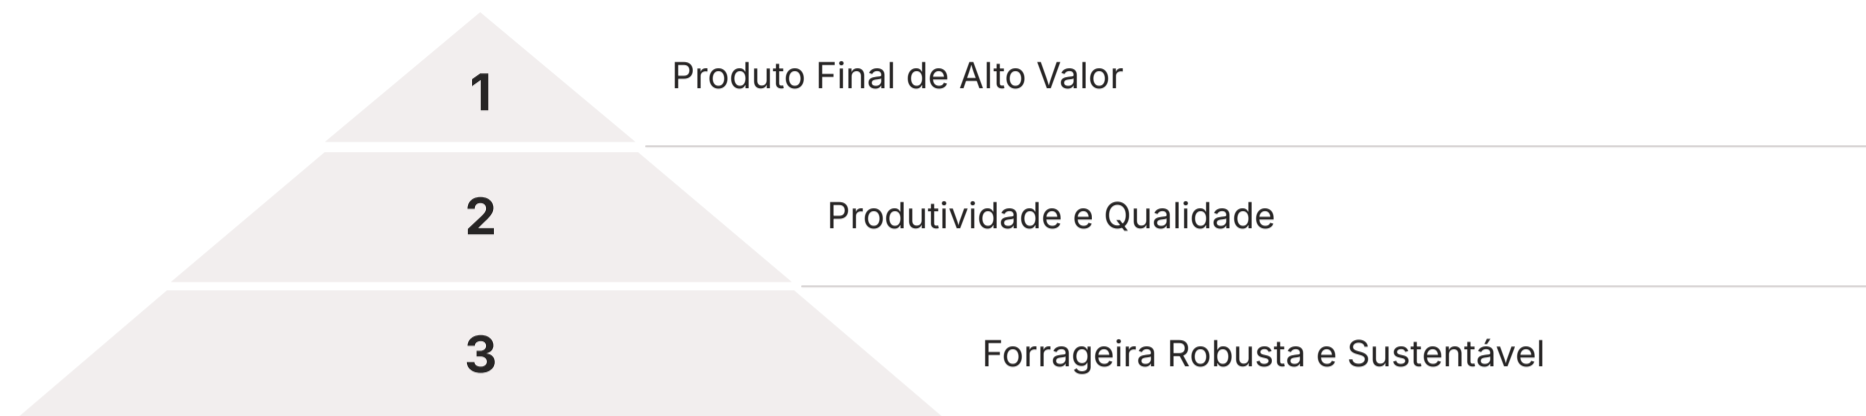 1
Produto Final de Alto Valor
2
Produtividade e Qualidade
3
Forrageira Robusta e Sustentável